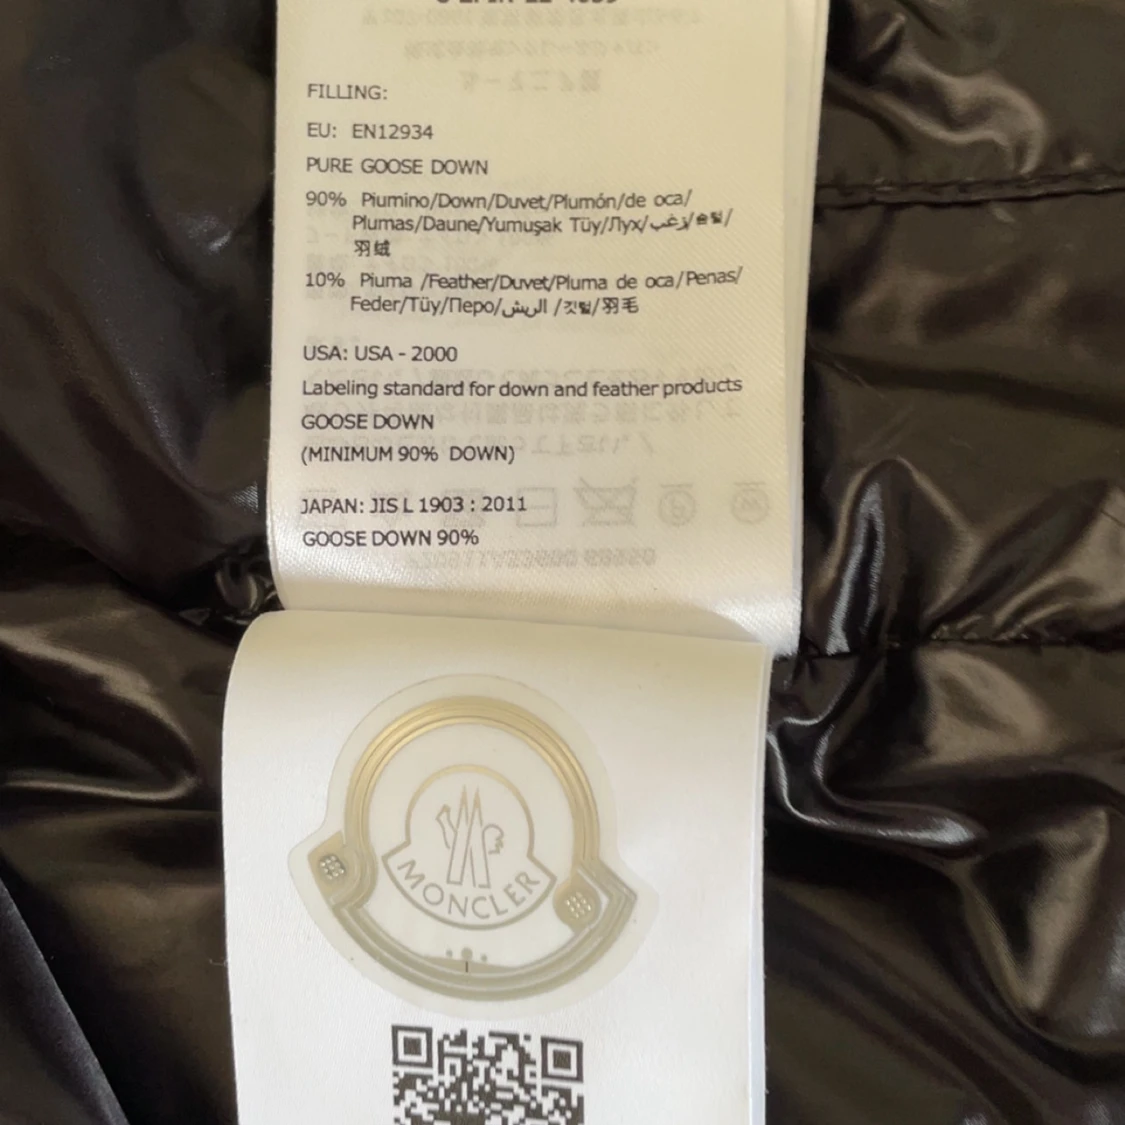 FILLING:
EU: EN12934
PURE GOOSE DOWN
90% Piumino/Down/Duvet/Plumón/de oca/
Plumas/Daune/Yumuşak Tüy/Лух/زغب/솜털/
羽绒
10% Piuma /Feather/Duvet/Pluma de oca/Penas/
Feder/Tüy/Перо/الريش /깃털/羽毛
USA: USA - 2000
Labeling standard for down and feather products
GOOSE DOWN
(MINIMUM 90% DOWN)
JAPAN: JIS L 1903 : 2011
GOOSE DOWN 90%
MONCLER